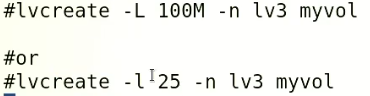 #lvcreate -L 100M -n lv3 myvol
#or
#lvcreate -l 25 -n lv3 myvol